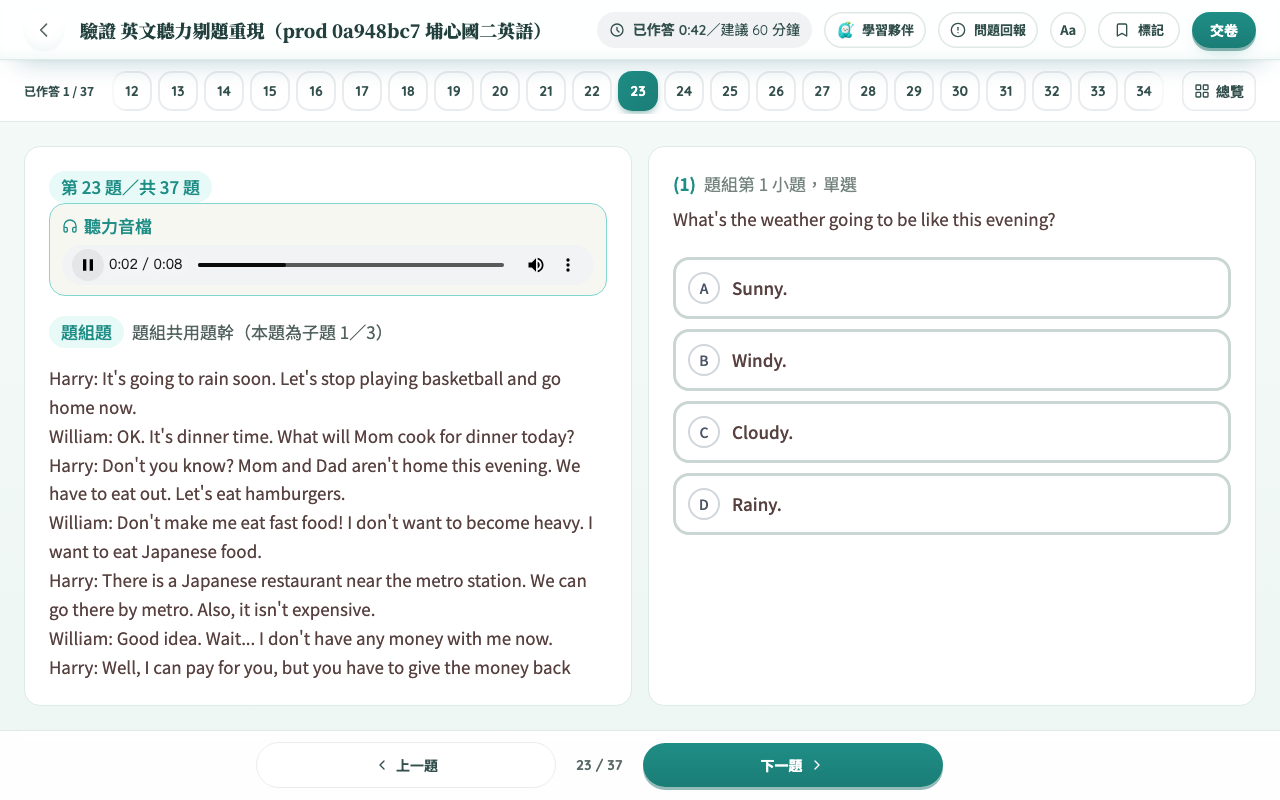 驗證 英文聽力剔題重現（prod 0a948bc7 埔心國二英語）
已作答 0:42／建議 60 分鐘
學習夥伴
問題回報
Aa
標記
交卷
已作答 1 / 37
12 13 14 15 16 17 18 19 20 21 22 23 24 25 26 27 28 29 30 31 32 33 34
總覽
第 23 題／共 37 題
聽力音檔
0:02 / 0:08
題組題 題組共用題幹（本題為子題 1／3）
Harry: It's going to rain soon. Let's stop playing basketball and go
home now.
William: OK. It's dinner time. What will Mom cook for dinner today?
Harry: Don't you know? Mom and Dad aren't home this evening. We
have to eat out. Let's eat hamburgers.
William: Don't make me eat fast food! I don't want to become heavy. I
want to eat Japanese food.
Harry: There is a Japanese restaurant near the metro station. We can
go there by metro. Also, it isn't expensive.
William: Good idea. Wait... I don't have any money with me now.
Harry: Well, I can pay for you, but you have to give the money back
(1) 題組第 1 小題，單選
What's the weather going to be like this evening?
A Sunny.
B Windy.
C Cloudy.
D Rainy.
上一題
23 / 37
下一題